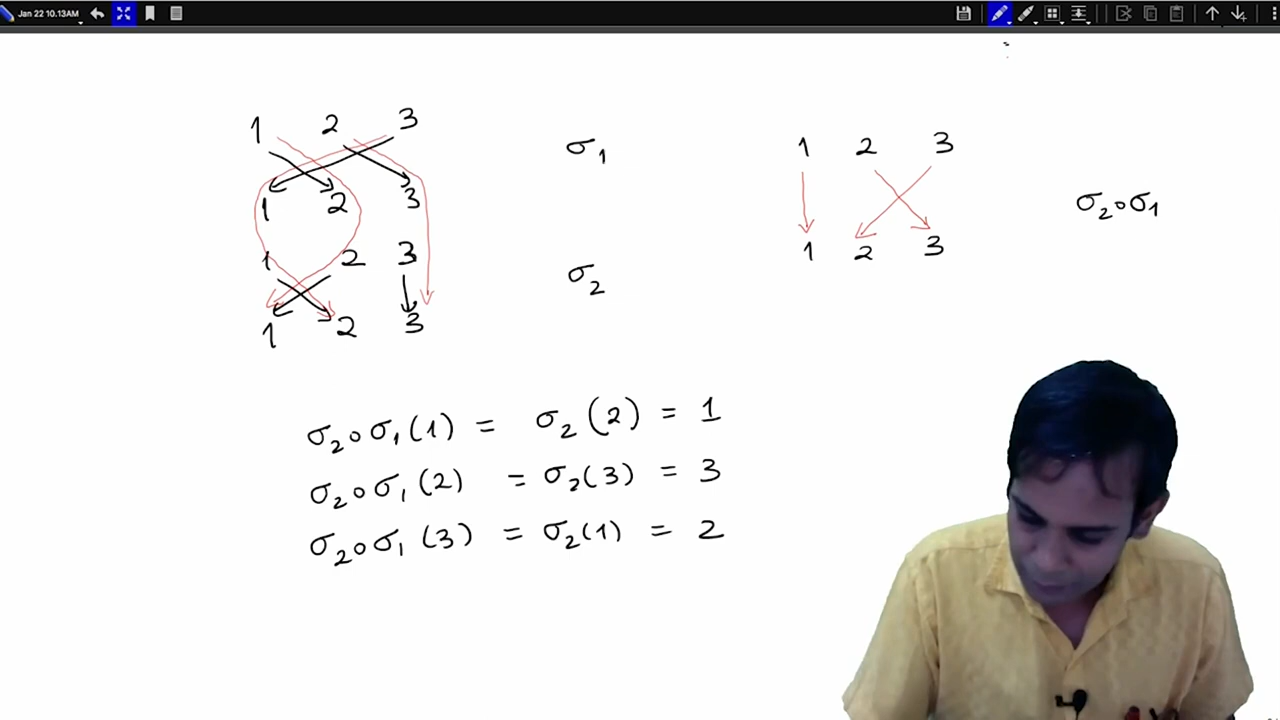 Jan 22 10.13AM
1 2 3
σ₁
1 2 3
1 2 3
σ₂
1 2 3
1 2 3
σ₂∘σ₁
1 2 3
σ₂∘σ₁(1) = σ₂(2) = 1
σ₂∘σ₁(2) = σ₂(3) = 3
σ₂∘σ₁(3) = σ₂(1) = 2